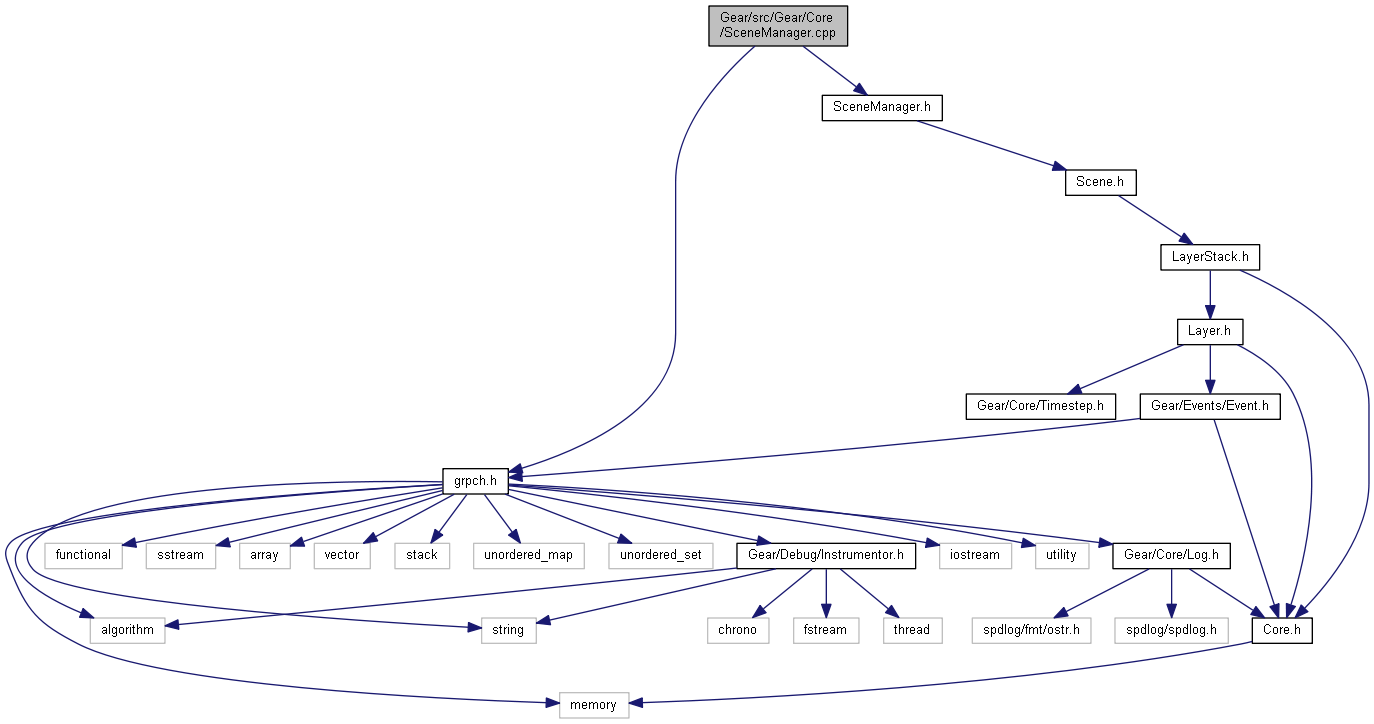 Gear/src/Gear/Core
/SceneManager.cpp
SceneManager.h
Scene.h
LayerStack.h
Layer.h
Gear/Core/Timestep.h
Gear/Events/Event.h
grpch.h
functional
sstream
array
vector
stack
unordered_map
unordered_set
Gear/Debug/Instrumentor.h
iostream
utility
Gear/Core/Log.h
algorithm
string
chrono
fstream
thread
spdlog/fmt/ostr.h
spdlog/spdlog.h
Core.h
memory